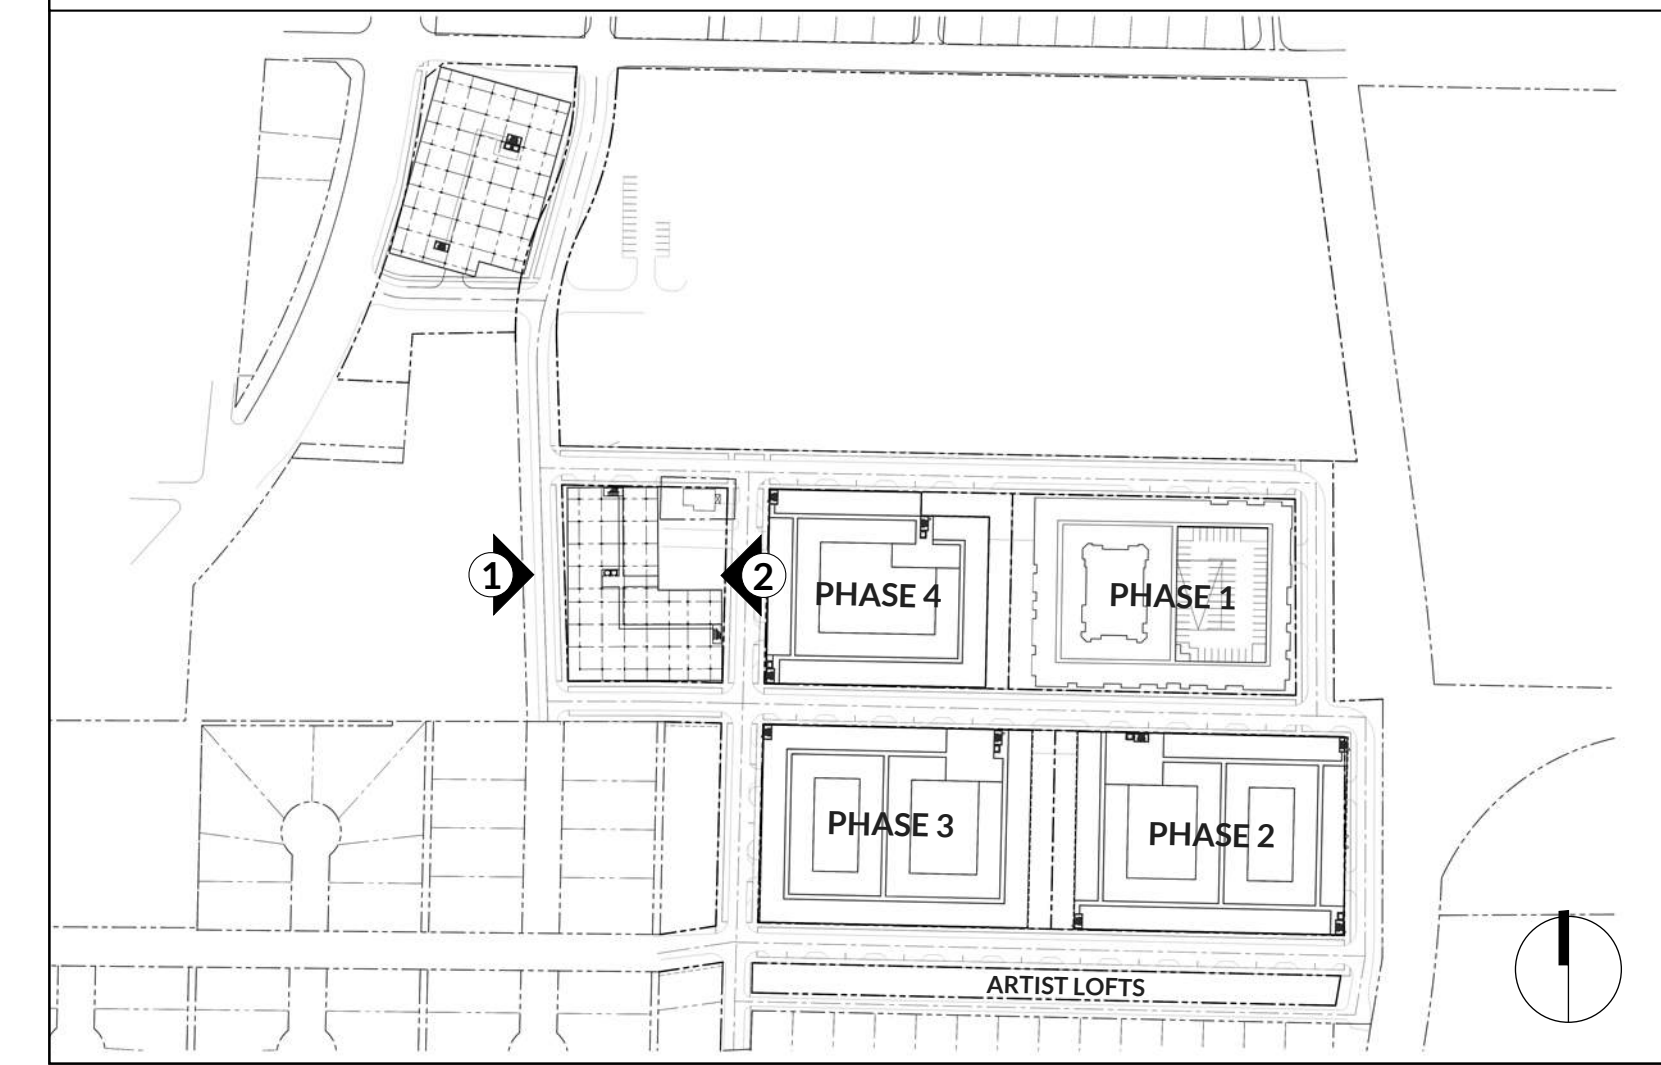 1
2
PHASE 4
PHASE 1
PHASE 3
PHASE 2
ARTIST LOFTS